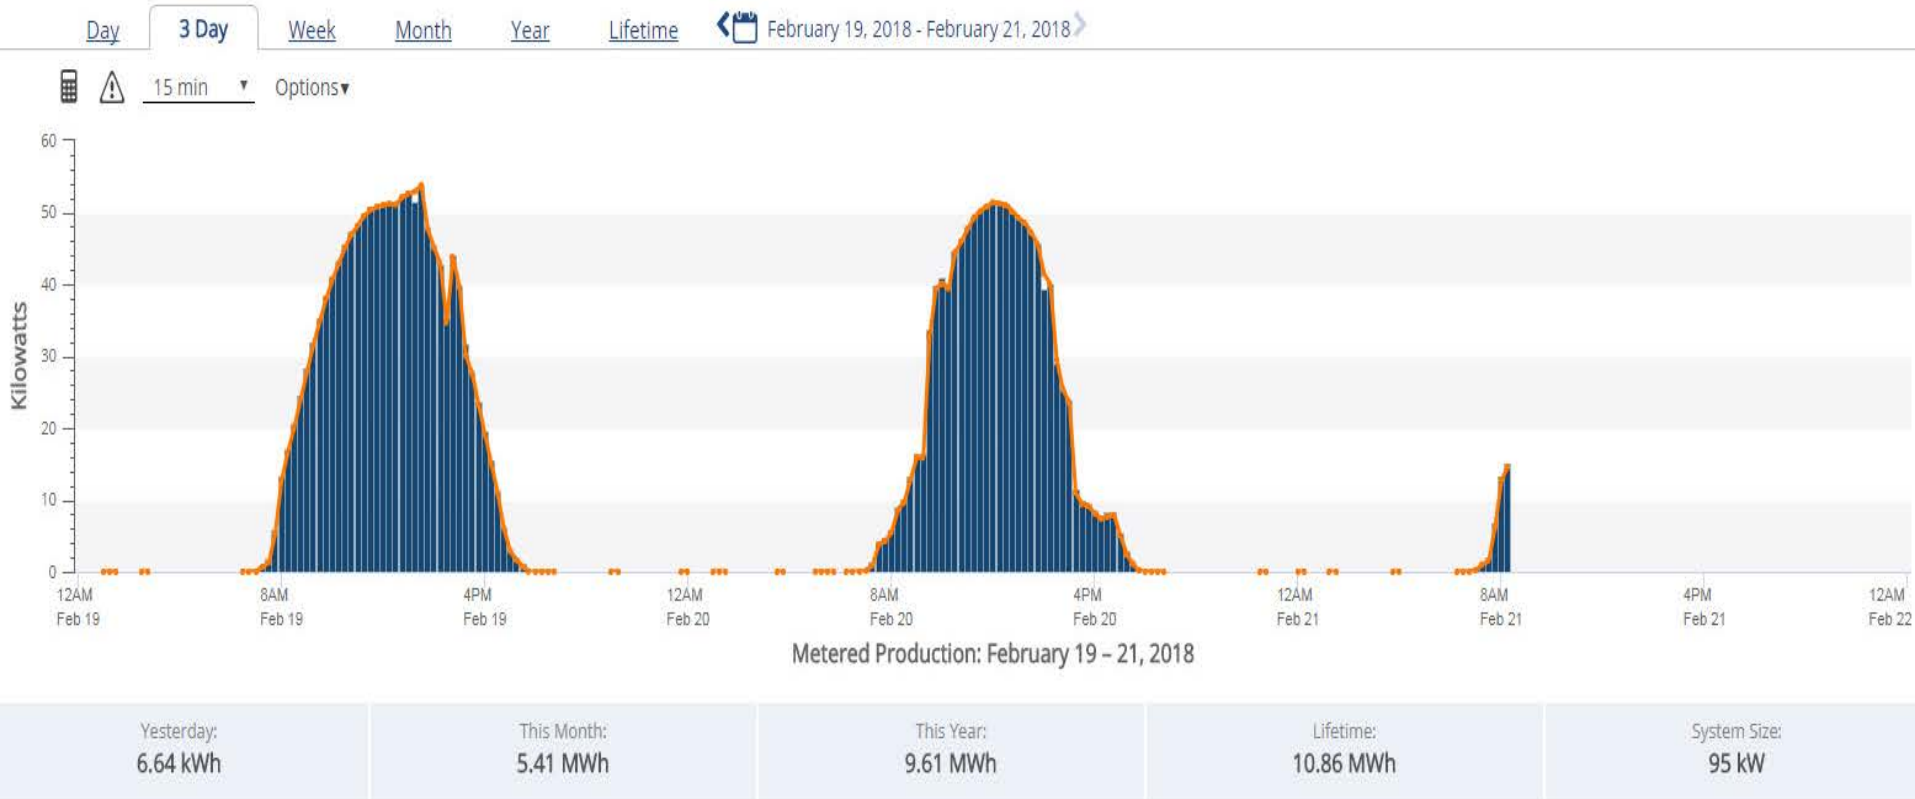 Day 3 Day Week Month Year Lifetime February 19, 2018 - February 21, 2018
15 min Options
60
50
40
30
20
10
0
Kilowatts
12AM 8AM 4PM 12AM 8AM 4PM 12AM 8AM 4PM 12AM
Feb 19 Feb 19 Feb 19 Feb 20 Feb 20 Feb 20 Feb 21 Feb 21 Feb 21 Feb 22
Metered Production: February 19 – 21, 2018
Yesterday: This Month: This Year: Lifetime: System Size:
6.64 kWh 5.41 MWh 9.61 MWh 10.86 MWh 95 kW